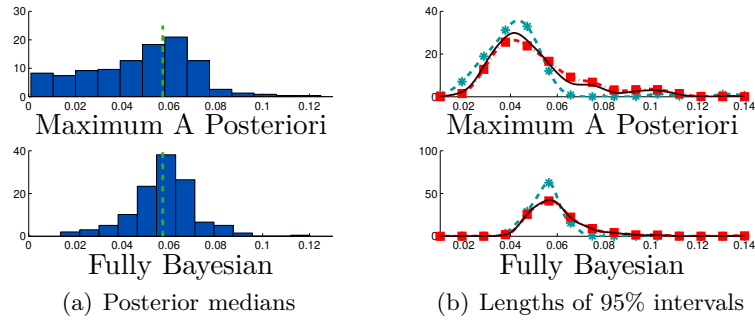 30
20
10
0
0 0.02 0.04 0.06 0.08 0.1 0.12
Maximum A Posteriori
40
20
0
0 0.02 0.04 0.06 0.08 0.1 0.12
Fully Bayesian
(a) Posterior medians
40
20
0
0.02 0.04 0.06 0.08 0.1 0.12 0.14
Maximum A Posteriori
100
50
0
0 0.02 0.04 0.06 0.08 0.1 0.12 0.14
Fully Bayesian
(b) Lengths of 95% intervals